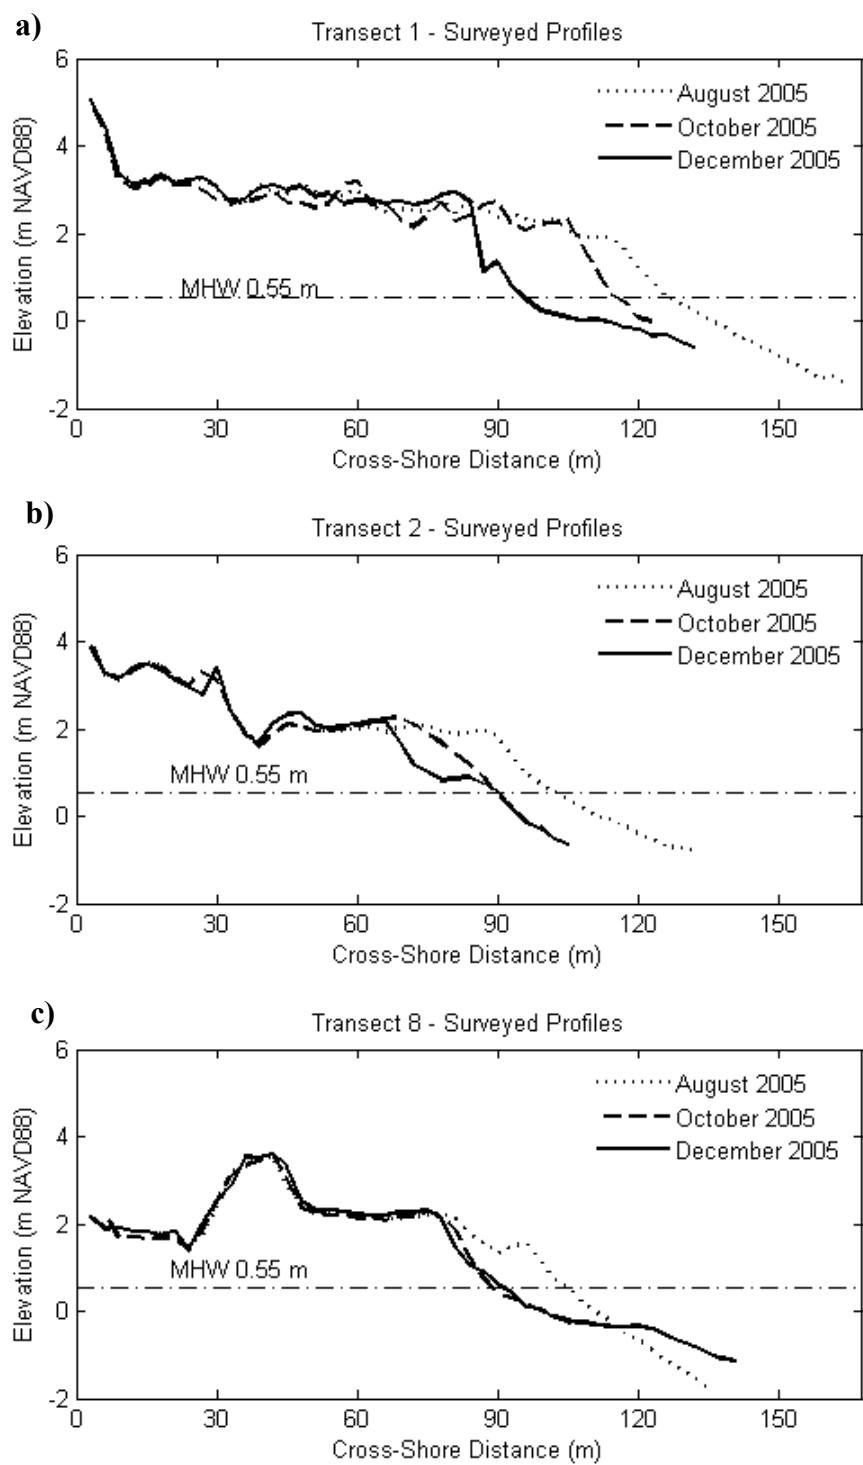 a)
Transect 1 - Surveyed Profiles
6
4
2
0
-2
Elevation (m NAVD88)
August 2005
October 2005
December 2005
MHW 0.55 m
0 30 60 90 120 150
Cross-Shore Distance (m)
b)
Transect 2 - Surveyed Profiles
6
4
2
0
-2
Elevation (m NAVD88)
August 2005
October 2005
December 2005
MHW 0.55 m
0 30 60 90 120 150
Cross-Shore Distance (m)
c)
Transect 8 - Surveyed Profiles
6
4
2
0
-2
Elevation (m NAVD88)
August 2005
October 2005
December 2005
MHW 0.55 m
0 30 60 90 120 150
Cross-Shore Distance (m)